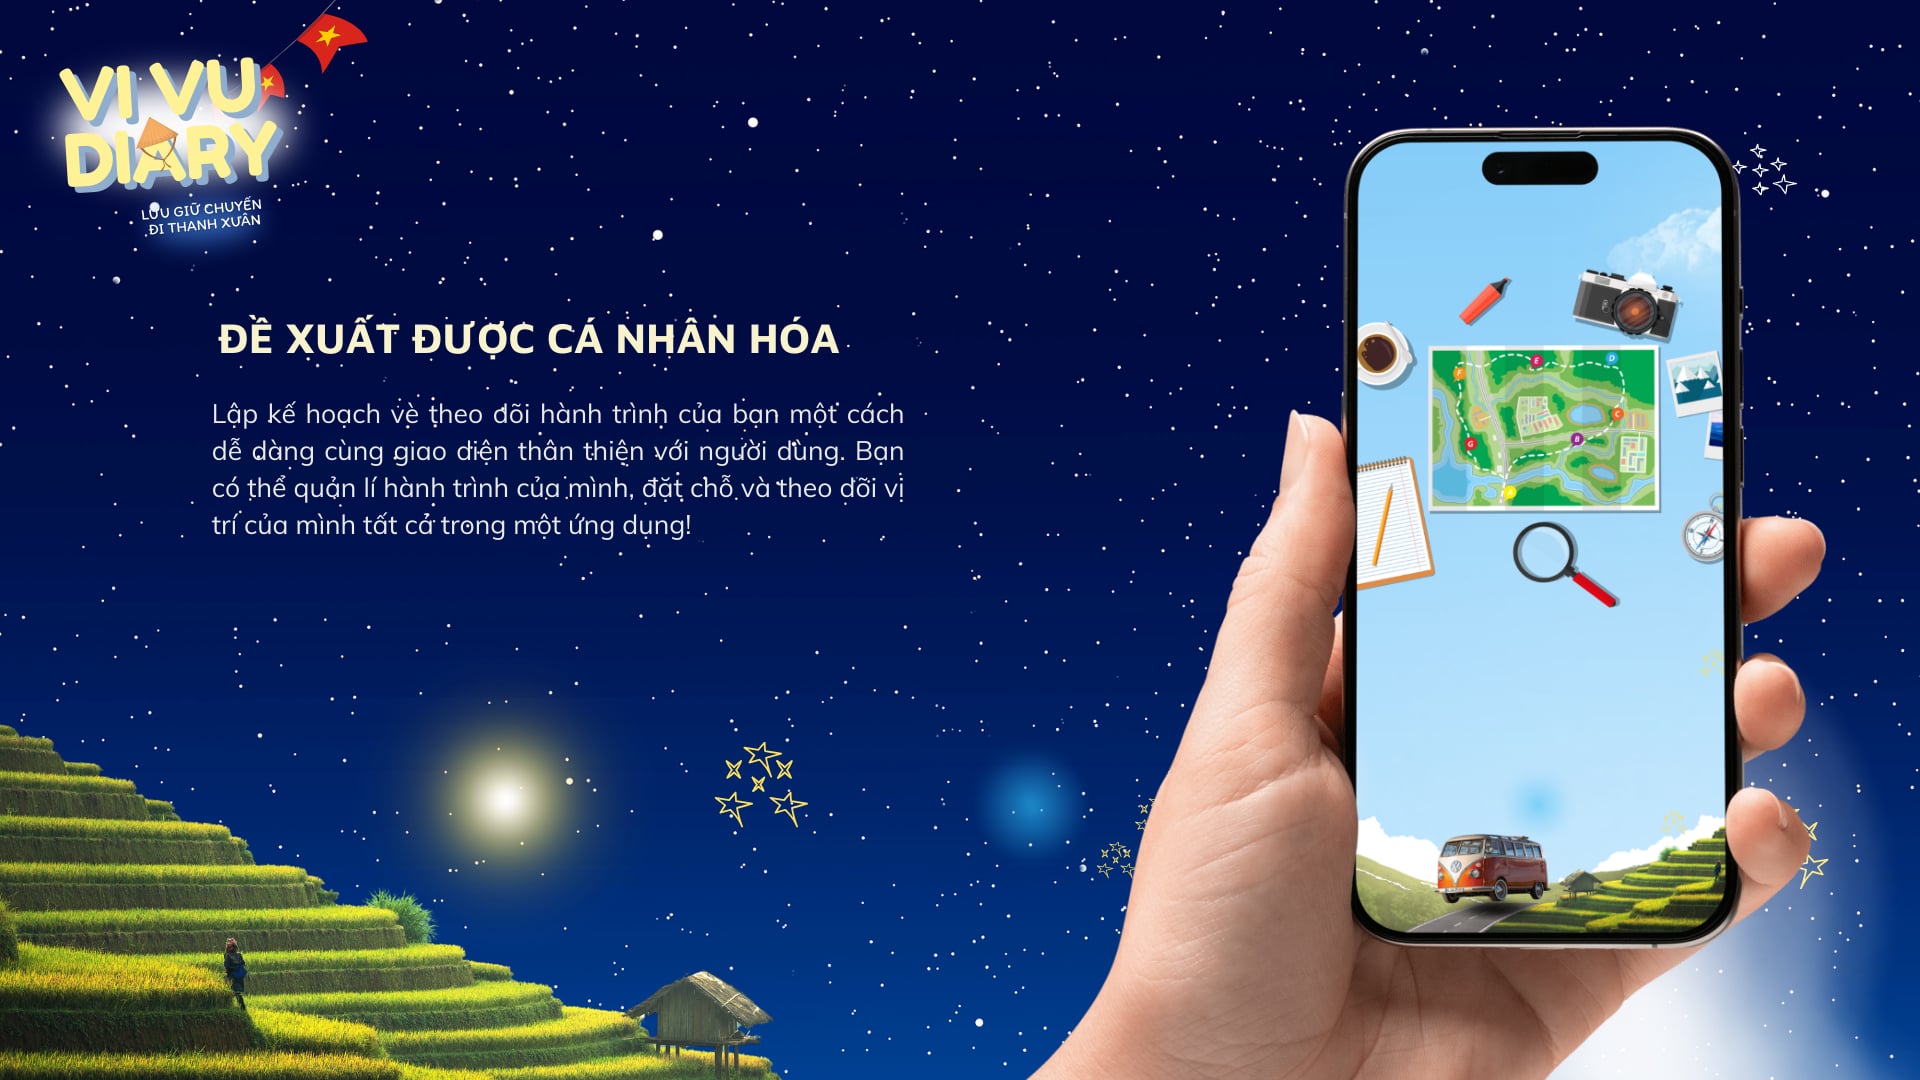 VI VU
DIARY
LƯU GIỮ CHUYẾN
ĐI THANH XUÂN
ĐỀ XUẤT ĐƯỢC CÁ NHÂN HÓA
Lập kế hoạch vè theo dõi hành trình của bạn một cách
dễ dàng cùng giao diện thân thiện với người dùng. Bạn
có thể quản lí hành trình của mình, đặt chỗ và theo dõi vị
trí của mình tất cả trong một ứng dụng!
E
D
F
C
B
G
A